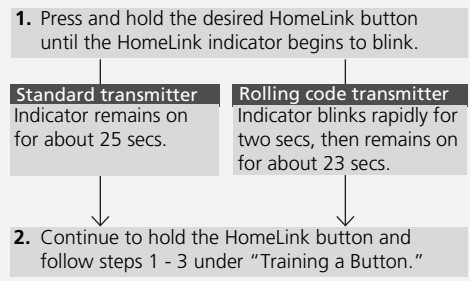 1. Press and hold the desired HomeLink button
until the HomeLink indicator begins to blink.
Standard transmitter
Indicator remains on
for about 25 secs.
Rolling code transmitter
Indicator blinks rapidly for
two secs, then remains on
for about 23 secs.
2. Continue to hold the HomeLink button and
follow steps 1 - 3 under “Training a Button.”